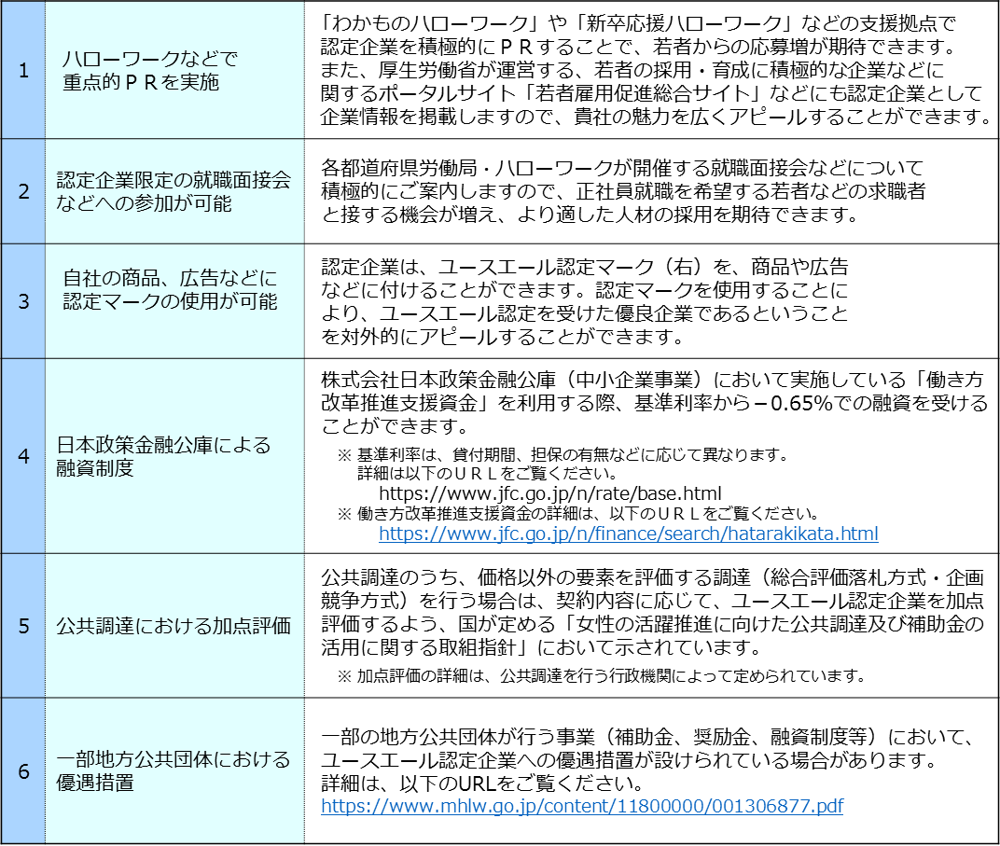 1
ハローワークなどで
重点的ＰＲを実施
「わかものハローワーク」や「新卒応援ハローワーク」などの支援拠点で
認定企業を積極的にＰＲすることで、若者からの応募増が期待できます。
また、厚生労働省が運営する、若者の採用・育成に積極的な企業などに
関するポータルサイト「若者雇用促進総合サイト」などにも認定企業として
企業情報を掲載しますので、貴社の魅力を広くアピールすることができます。
2
認定企業限定の就職面接会
などへの参加が可能
各都道府県労働局・ハローワークが開催する就職面接会などについて
積極的にご案内しますので、正社員就職を希望する若者などの求職者
と接する機会が増え、より適した人材の採用を期待できます。
3
自社の商品、広告などに
認定マークの使用が可能
認定企業は、ユースエール認定マーク（右）を、商品や広告
などに付けることができます。認定マークを使用することに
より、ユースエール認定を受けた優良企業であるということ
を対外的にアピールすることができます。
4
日本政策金融公庫による
融資制度
株式会社日本政策金融公庫（中小企業事業）において実施している「働き方
改革推進支援資金」を利用する際、基準利率から－0.65%での融資を受ける
ことができます。
※ 基準利率は、貸付期間、担保の有無などに応じて異なります。
詳細は以下のＵＲＬをご覧ください。
https://www.jfc.go.jp/n/rate/base.html
※ 働き方改革推進支援資金の詳細は、以下のＵＲＬをご覧ください。
https://www.jfc.go.jp/n/finance/search/hatarakikata.html
5
公共調達における加点評価
公共調達のうち、価格以外の要素を評価する調達（総合評価落札方式・企画
競争方式）を行う場合は、契約内容に応じて、ユースエール認定企業を加点
評価するよう、国が定める「女性の活躍推進に向けた公共調達及び補助金の
活用に関する取組指針」において示されています。
※ 加点評価の詳細は、公共調達を行う行政機関によって定められています。
6
一部地方公共団体における
優遇措置
一部の地方公共団体が行う事業（補助金、奨励金、融資制度等）において、
ユースエール認定企業への優遇措置が設けられている場合があります。
詳細は、以下のURLをご覧ください。
https://www.mhlw.go.jp/content/11800000/001306877.pdf